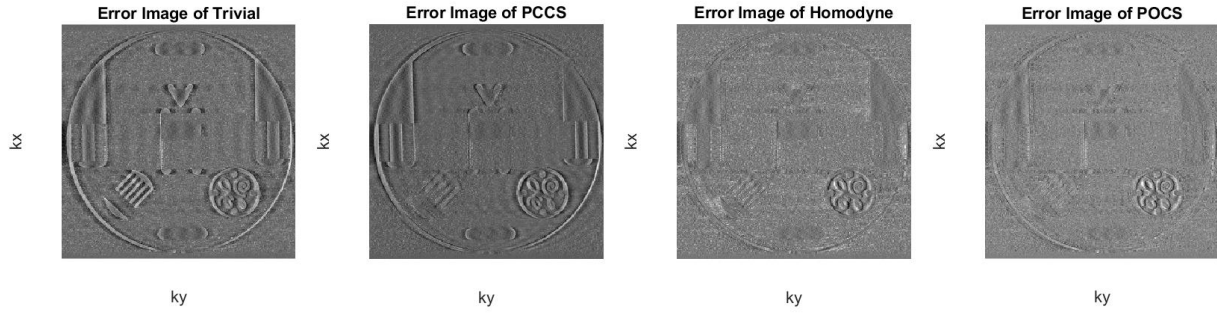 Error Image of Trivial
Error Image of PCCS
Error Image of Homodyne
Error Image of POCS
kx
kx
kx
kx
ky
ky
ky
ky